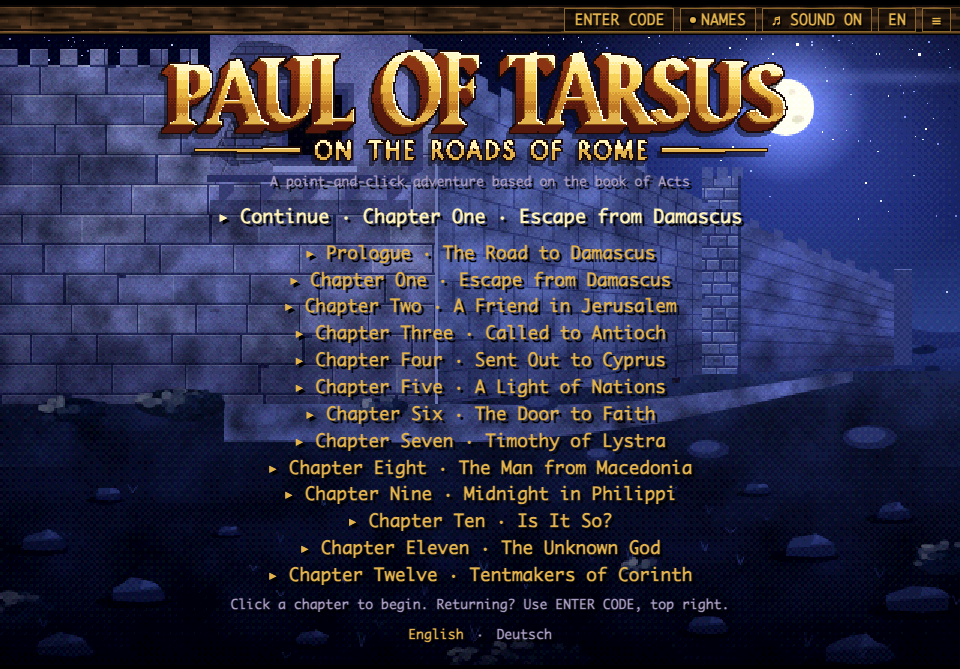 ENTER CODE ● NAMES ♬ SOUND ON EN ≡
PAUL OF TARSUS
ON THE ROADS OF ROME
A point-and-click adventure based on the book of Acts
▸ Continue · Chapter One · Escape from Damascus
▸ Prologue · The Road to Damascus
▸ Chapter One · Escape from Damascus
▸ Chapter Two · A Friend in Jerusalem
▸ Chapter Three · Called to Antioch
▸ Chapter Four · Sent Out to Cyprus
▸ Chapter Five · A Light of Nations
▸ Chapter Six · The Door to Faith
▸ Chapter Seven · Timothy of Lystra
▸ Chapter Eight · The Man from Macedonia
▸ Chapter Nine · Midnight in Philippi
▸ Chapter Ten · Is It So?
▸ Chapter Eleven · The Unknown God
▸ Chapter Twelve · Tentmakers of Corinth
Click a chapter to begin. Returning? Use ENTER CODE, top right.
English · Deutsch